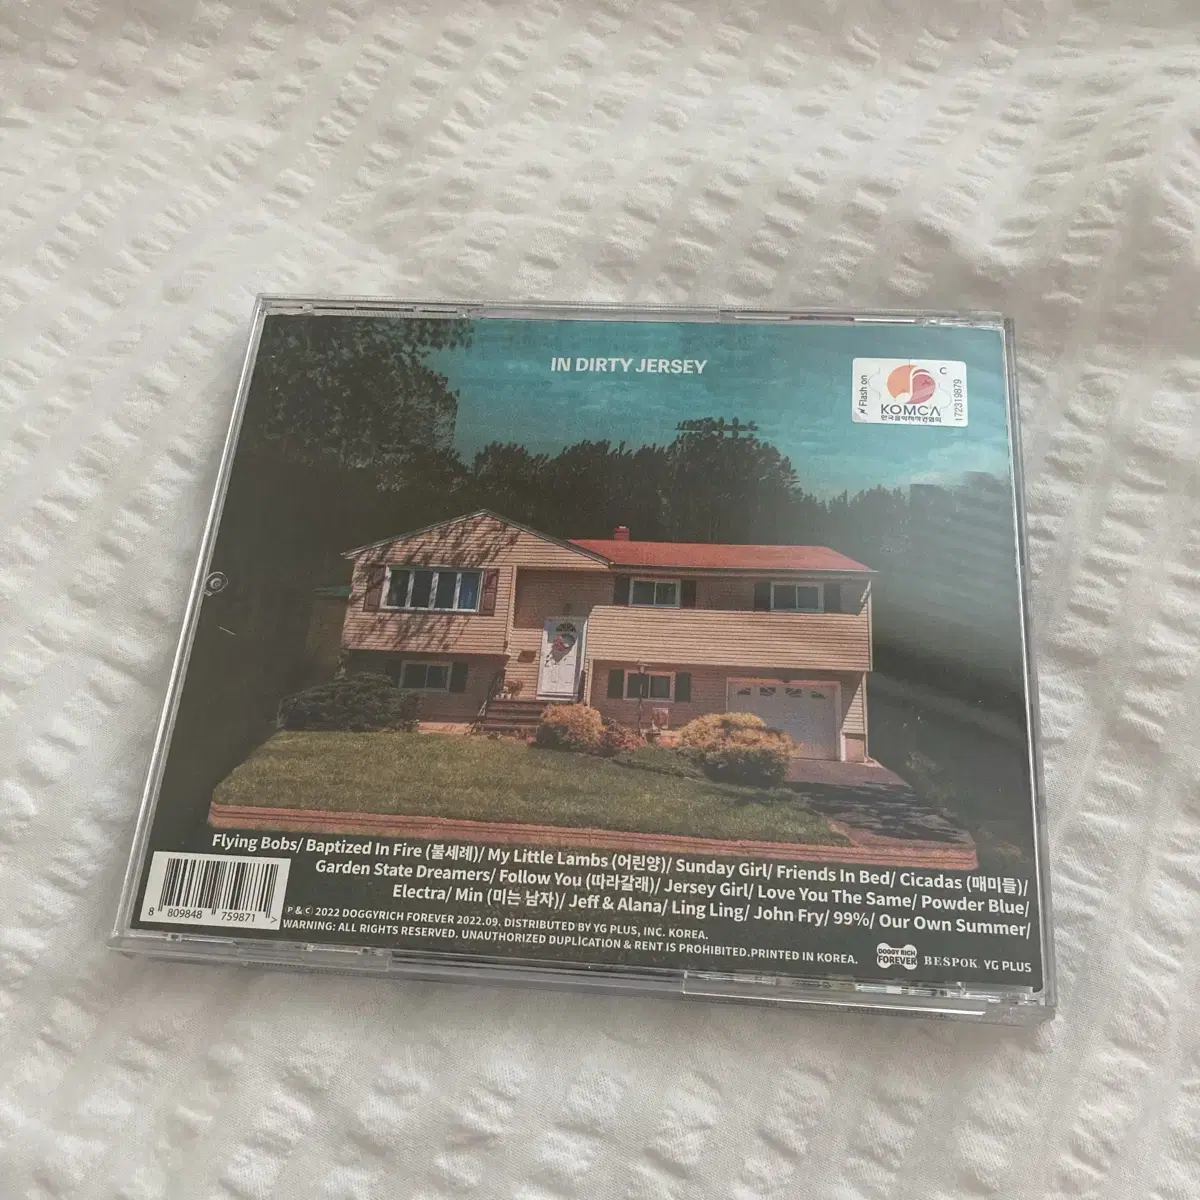 IN DIRTY JERSEY
Flash on
C
KOMCA
한국음악저작권협회
172319879
Flying Bobs/ Baptized In Fire (불세례)/ My Little Lambs (어린양)/ Sunday Girl/ Friends In Bed/ Cicadas (매미들)/
Garden State Dreamers/ Follow You (따라갈래)/ Jersey Girl/ Love You The Same/ Powder Blue/
Electra/ Min (미는 남자)/ Jeff & Alana/ Ling Ling/ John Fry/ 99%/ Our Own Summer/
8 809848 759871 >
P & C 2022 DOGGYRICH FOREVER 2022.09. DISTRIBUTED BY YG PLUS, INC. KOREA.
WARNING: ALL RIGHTS RESERVED. UNAUTHORIZED DUPLICATION & RENT IS PROHIBITED.PRINTED IN KOREA.
DOGGY RICH
FOREVER
BESPOK
YG PLUS